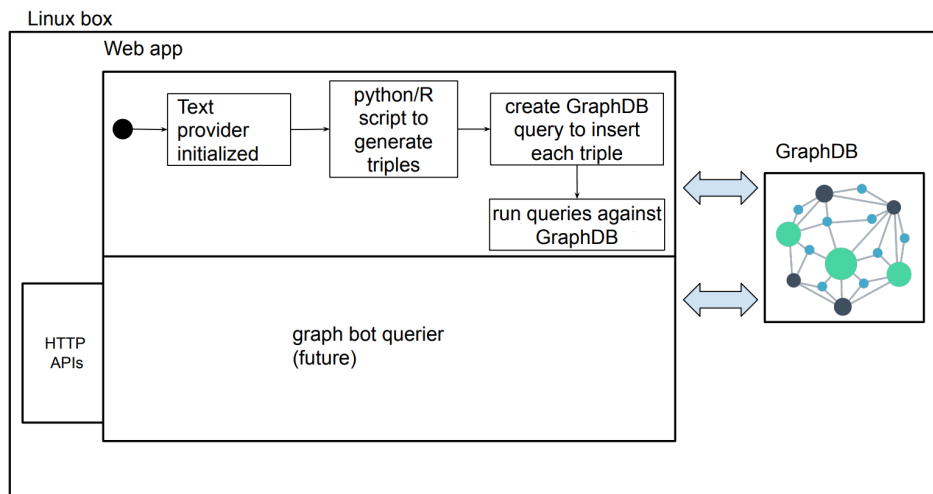 Linux box
Web app
Text
provider
initialized
python/R
script to
generate
triples
create GraphDB
query to insert
each triple
run queries against
GraphDB
GraphDB
HTTP
APIs
graph bot querier
(future)